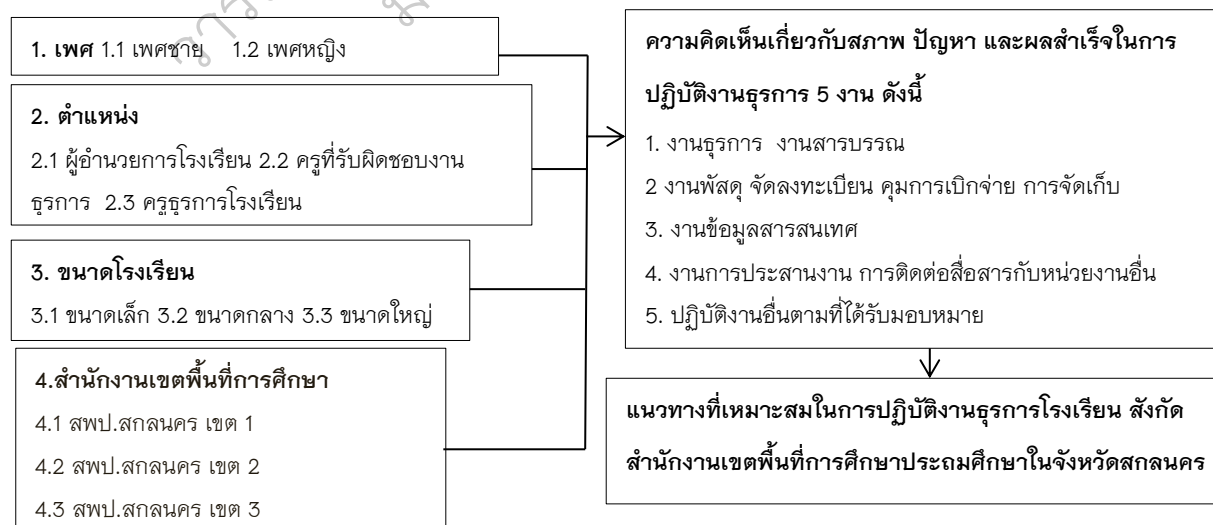 1. เพศ 1.1 เพศชาย 1.2 เพศหญิง
2. ตำแหน่ง
2.1 ผู้อำนวยการโรงเรียน 2.2 ครูที่รับผิดชอบงาน
ธุรการ 2.3 ครูธุรการโรงเรียน
3. ขนาดโรงเรียน
3.1 ขนาดเล็ก 3.2 ขนาดกลาง 3.3 ขนาดใหญ่
4.สำนักงานเขตพื้นที่การศึกษา
4.1 สพป.สกลนคร เขต 1
4.2 สพป.สกลนคร เขต 2
4.3 สพป.สกลนคร เขต 3
ความคิดเห็นเกี่ยวกับสภาพ ปัญหา และผลสำเร็จในการ
ปฏิบัติงานธุรการ 5 งาน ดังนี้
1. งานธุรการ งานสารบรรณ
2 งานพัสดุ จัดลงทะเบียน คุมการเบิกจ่าย การจัดเก็บ
3. งานข้อมูลสารสนเทศ
4. งานการประสานงาน การติดต่อสื่อสารกับหน่วยงานอื่น
5. ปฏิบัติงานอื่นตามที่ได้รับมอบหมาย
แนวทางที่เหมาะสมในการปฏิบัติงานธุรการโรงเรียน สังกัด
สำนักงานเขตพื้นที่การศึกษาประถมศึกษาในจังหวัดสกลนคร